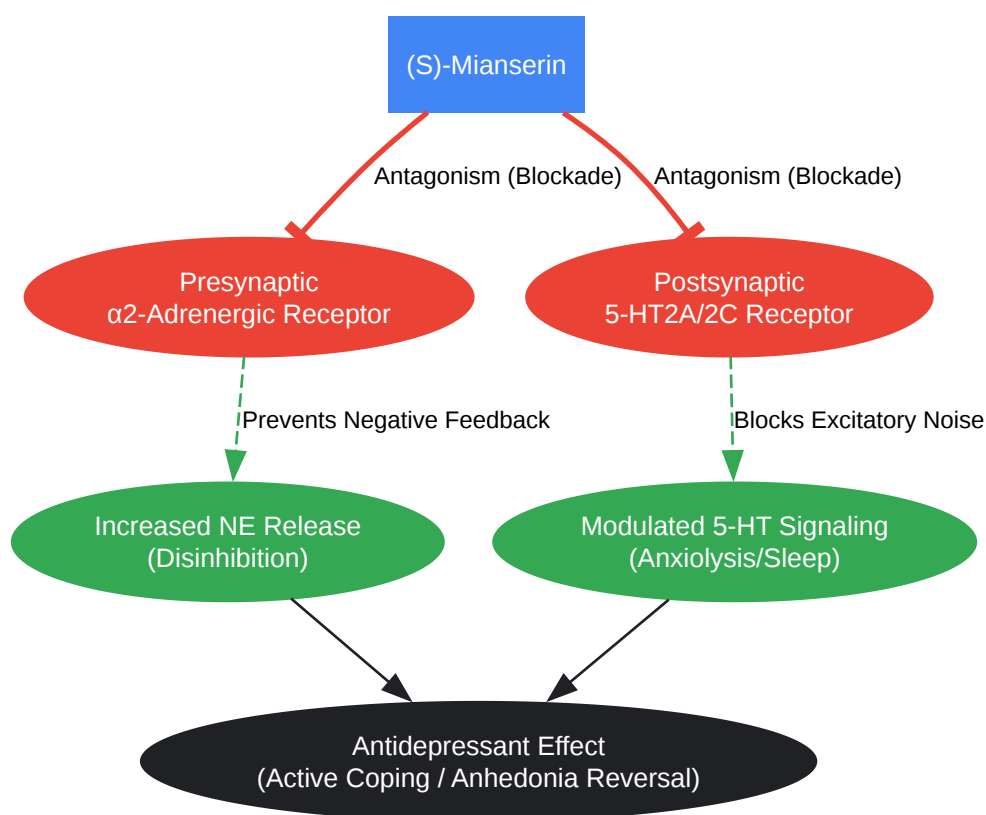 (S)-Mianserin
Antagonism (Blockade)
Antagonism (Blockade)
Presynaptic
α2-Adrenergic Receptor
Postsynaptic
5-HT2A/2C Receptor
Prevents Negative Feedback
Blocks Excitatory Noise
Increased NE Release
(Disinhibition)
Modulated 5-HT Signaling
(Anxiolysis/Sleep)
Antidepressant Effect
(Active Coping / Anhedonia Reversal)